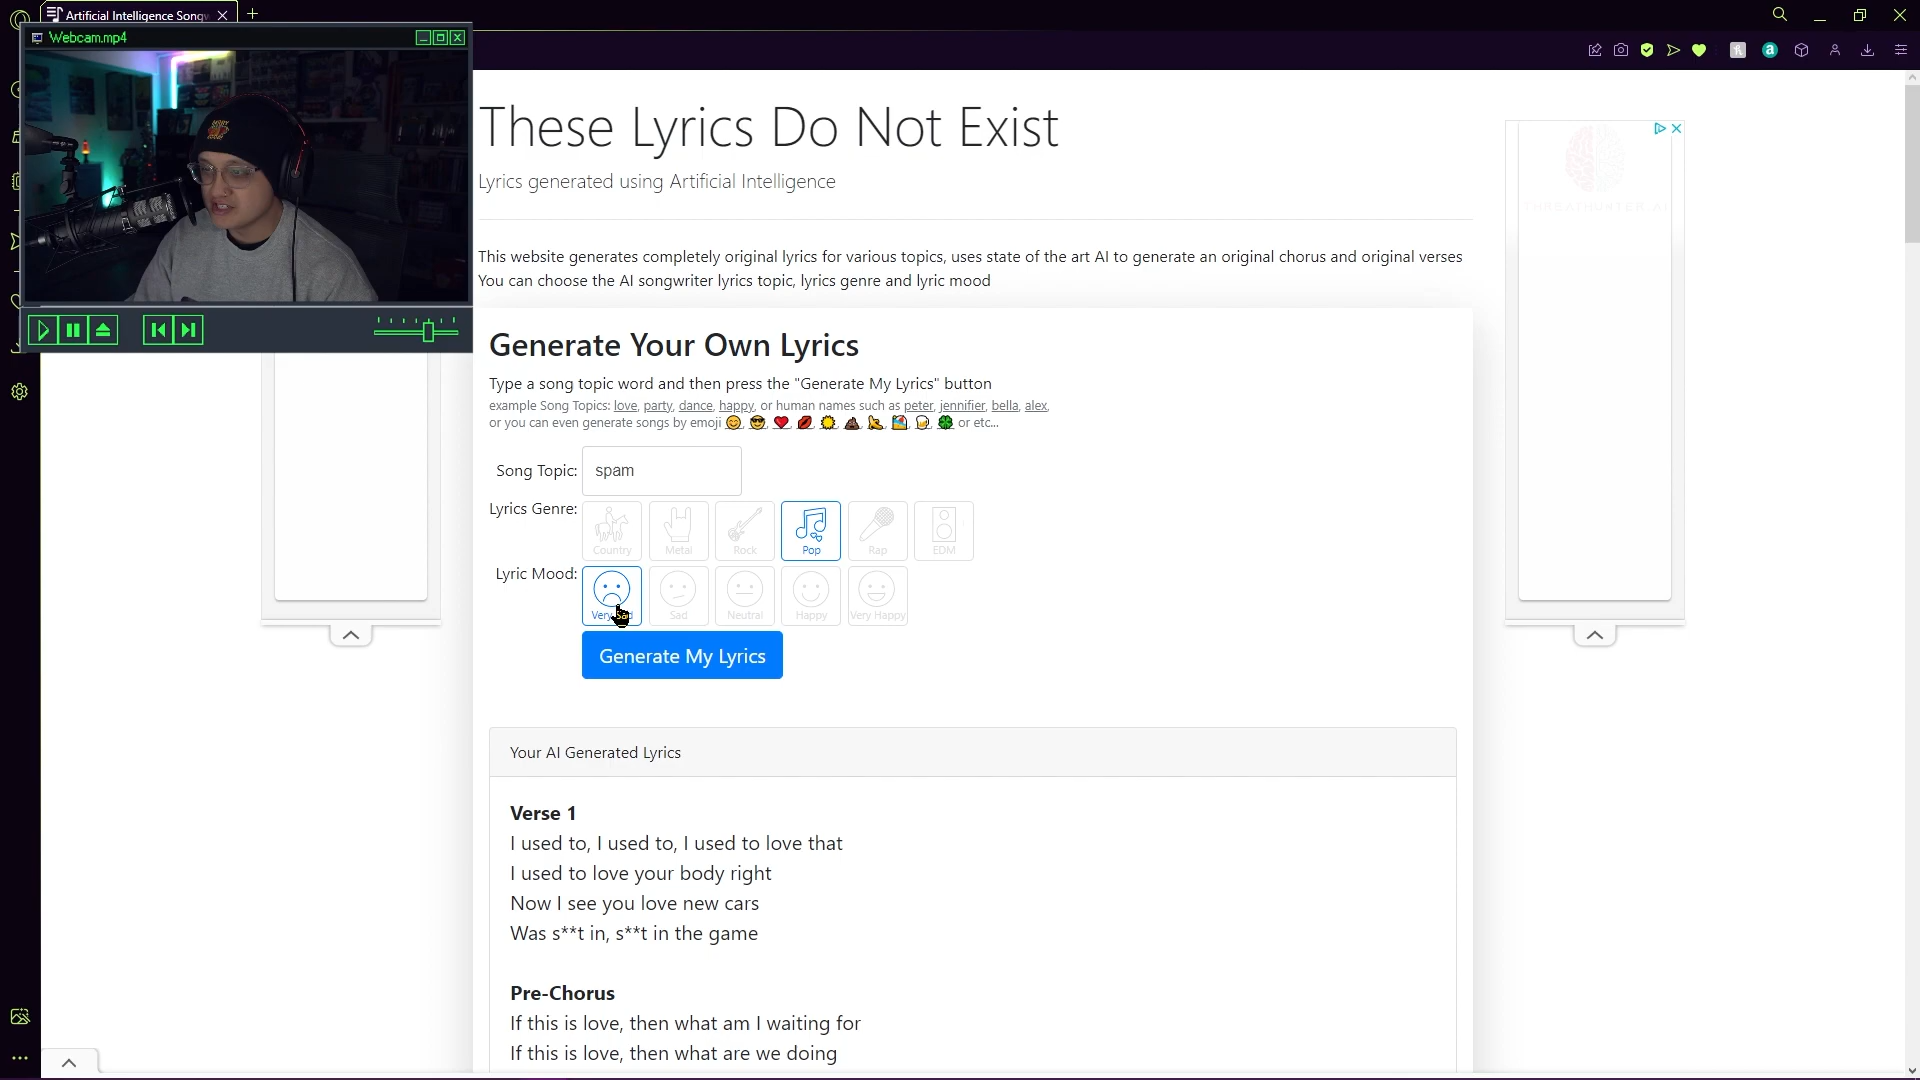 Artificial Intelligence Songw
Webcam.mp4
These Lyrics Do Not Exist
Lyrics generated using Artificial Intelligence
This website generates completely original lyrics for various topics, uses state of the art AI to generate an original chorus and original verses
You can choose the AI songwriter lyrics topic, lyrics genre and lyric mood
Generate Your Own Lyrics
Type a song topic word and then press the "Generate My Lyrics" button
example Song Topics: love, party, dance, happy, or human names such as peter, jennifier, bella, alex,
or you can even generate songs by emoji 😊, 😎, ❤️, 💋, 🌞, 💩, 💪, 🏖, 🍺, 🍀 or etc...
Song Topic: spam
Lyrics Genre: Country Metal Rock Pop Rap EDM
Lyric Mood: Very Sad Sad Neutral Happy Very Happy
Generate My Lyrics
Your AI Generated Lyrics
Verse 1
I used to, I used to, I used to love that
I used to love your body right
Now I see you love new cars
Was s**t in, s**t in the game
Pre-Chorus
If this is love, then what am I waiting for
If this is love, then what are we doing